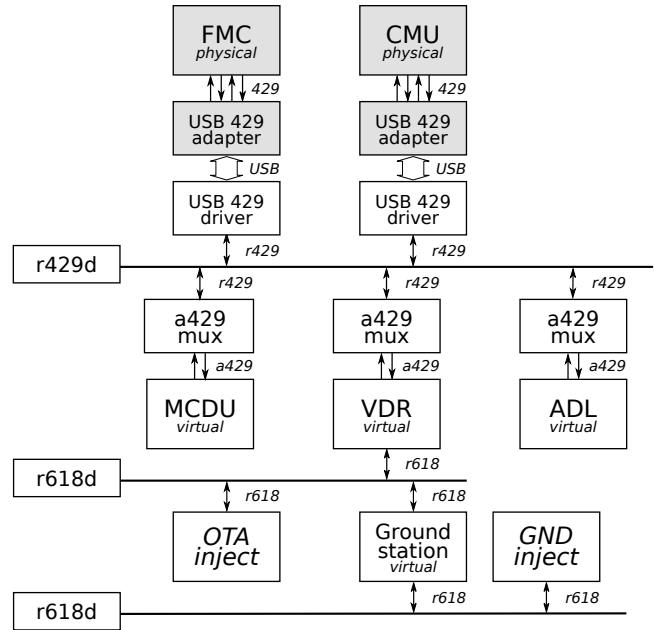 FMC
physical
CMU
physical
429
429
USB 429
adapter
USB 429
adapter
USB
USB
USB 429
driver
USB 429
driver
r429
r429
r429d
r429
r429
r429
a429
mux
a429
mux
a429
mux
a429
a429
a429
MCDU
virtual
VDR
virtual
ADL
virtual
r618
r618d
r618
r618
OTA
inject
Ground
station
virtual
GND
inject
r618
r618
r618d